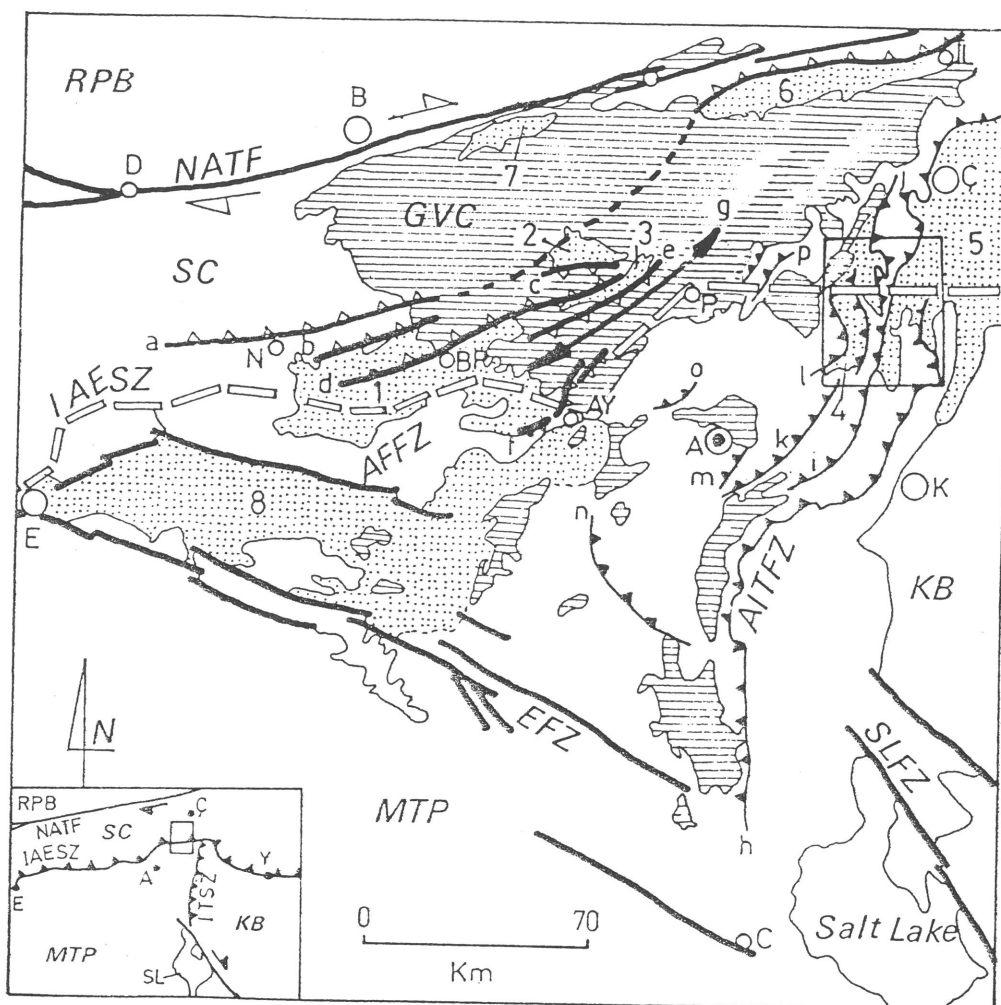 RPB
B
D
NATF
6
Ç
7
GVC
g
5
2
3
e
p
SC
c
P
a
N
b
BP
l
d
1
o
IAESZ
AY
4
AFFZ
f
A
k
m
i
K
8
n
E
AITFZ
KB
N
EFZ
SLFZ
MTP
h
0 70
Km
C
Salt Lake
RPB
Ç
NATF
SC
IAESZ
Y
A
E
ITSZ
KB
MTP
SL